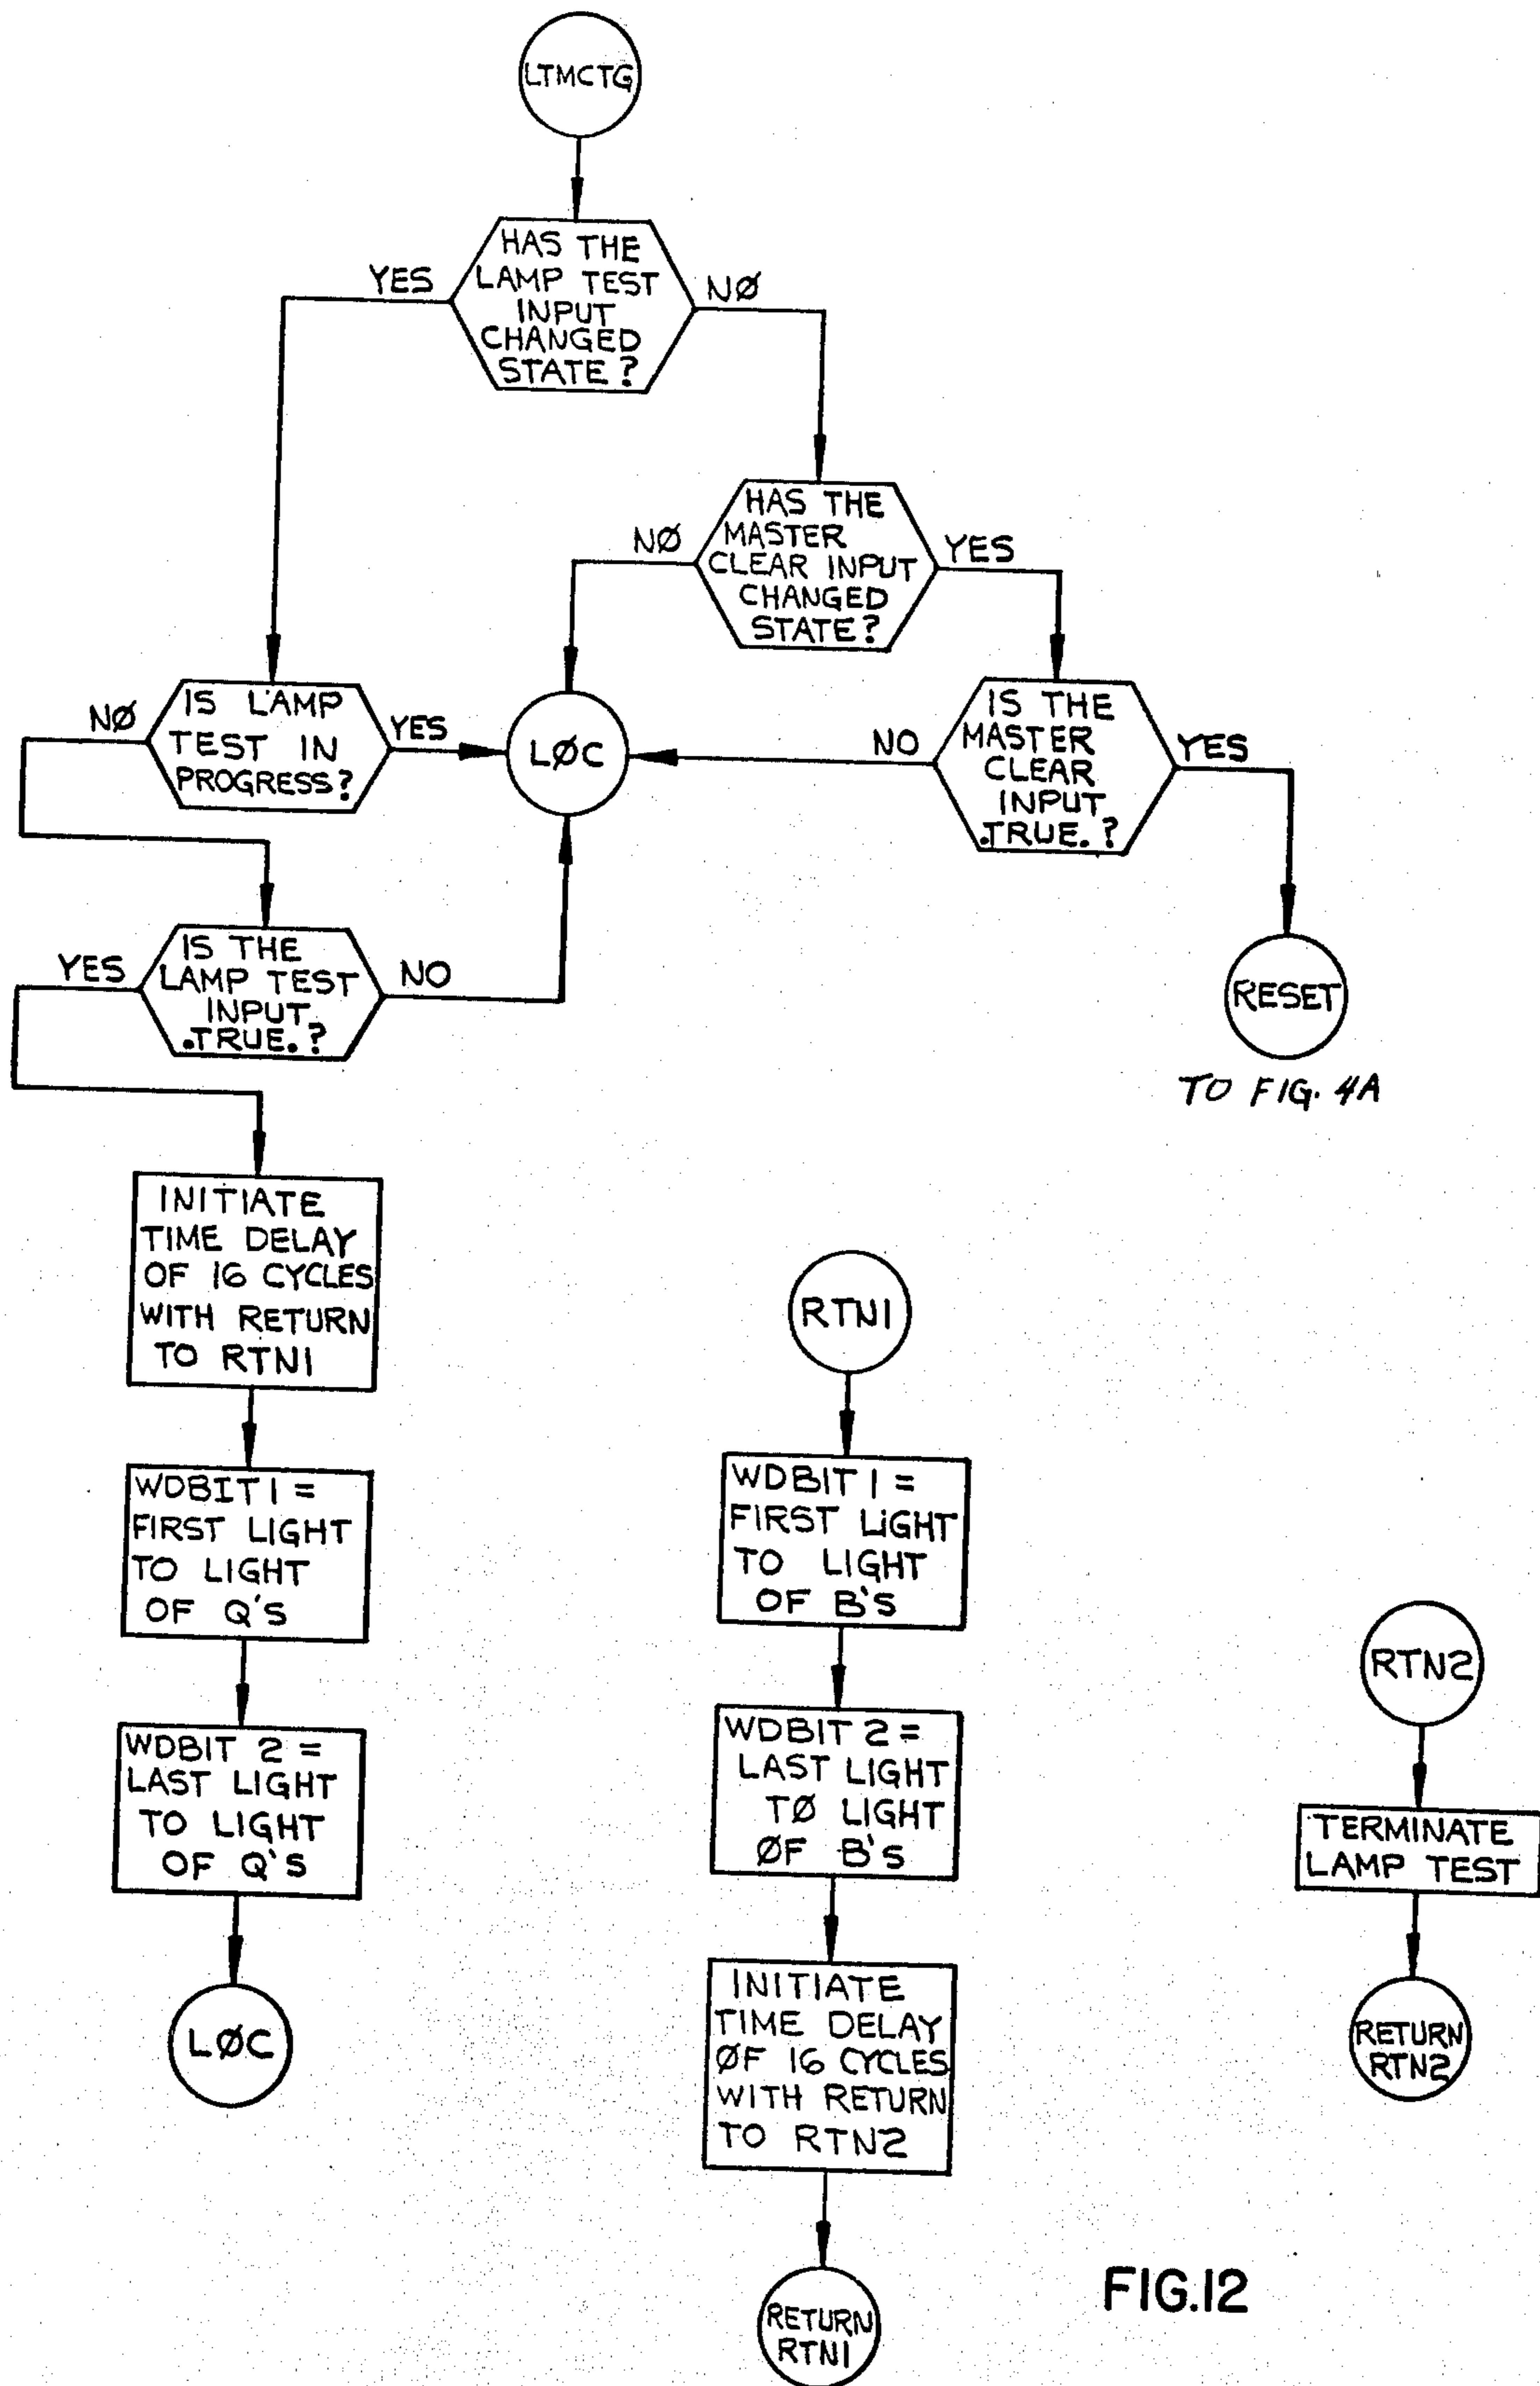 LTMCTG
HAS THE
LAMP TEST
INPUT
CHANGED
STATE?
YES
NØ
HAS THE
MASTER
CLEAR INPUT
CHANGED
STATE?
NØ
YES
IS LAMP
TEST IN
PROGRESS?
NØ
YES
LØC
IS THE
MASTER
CLEAR
INPUT
.TRUE.?
NO
YES
IS THE
LAMP TEST
INPUT
.TRUE.?
YES
NO
RESET
TO FIG. 4A
INITIATE
TIME DELAY
OF 16 CYCLES
WITH RETURN
TO RTN1
WDBIT 1 =
FIRST LIGHT
TO LIGHT
OF Q'S
WDBIT 2 =
LAST LIGHT
TO LIGHT
OF Q'S
LØC
RTN1
WDBIT 1 =
FIRST LIGHT
TO LIGHT
OF B'S
WDBIT 2 =
LAST LIGHT
TØ LIGHT
ØF B'S
INITIATE
TIME DELAY
ØF 16 CYCLES
WITH RETURN
TO RTN2
RETURN
RTN1
RTN2
TERMINATE
LAMP TEST
RETURN
RTN2
FIG.12